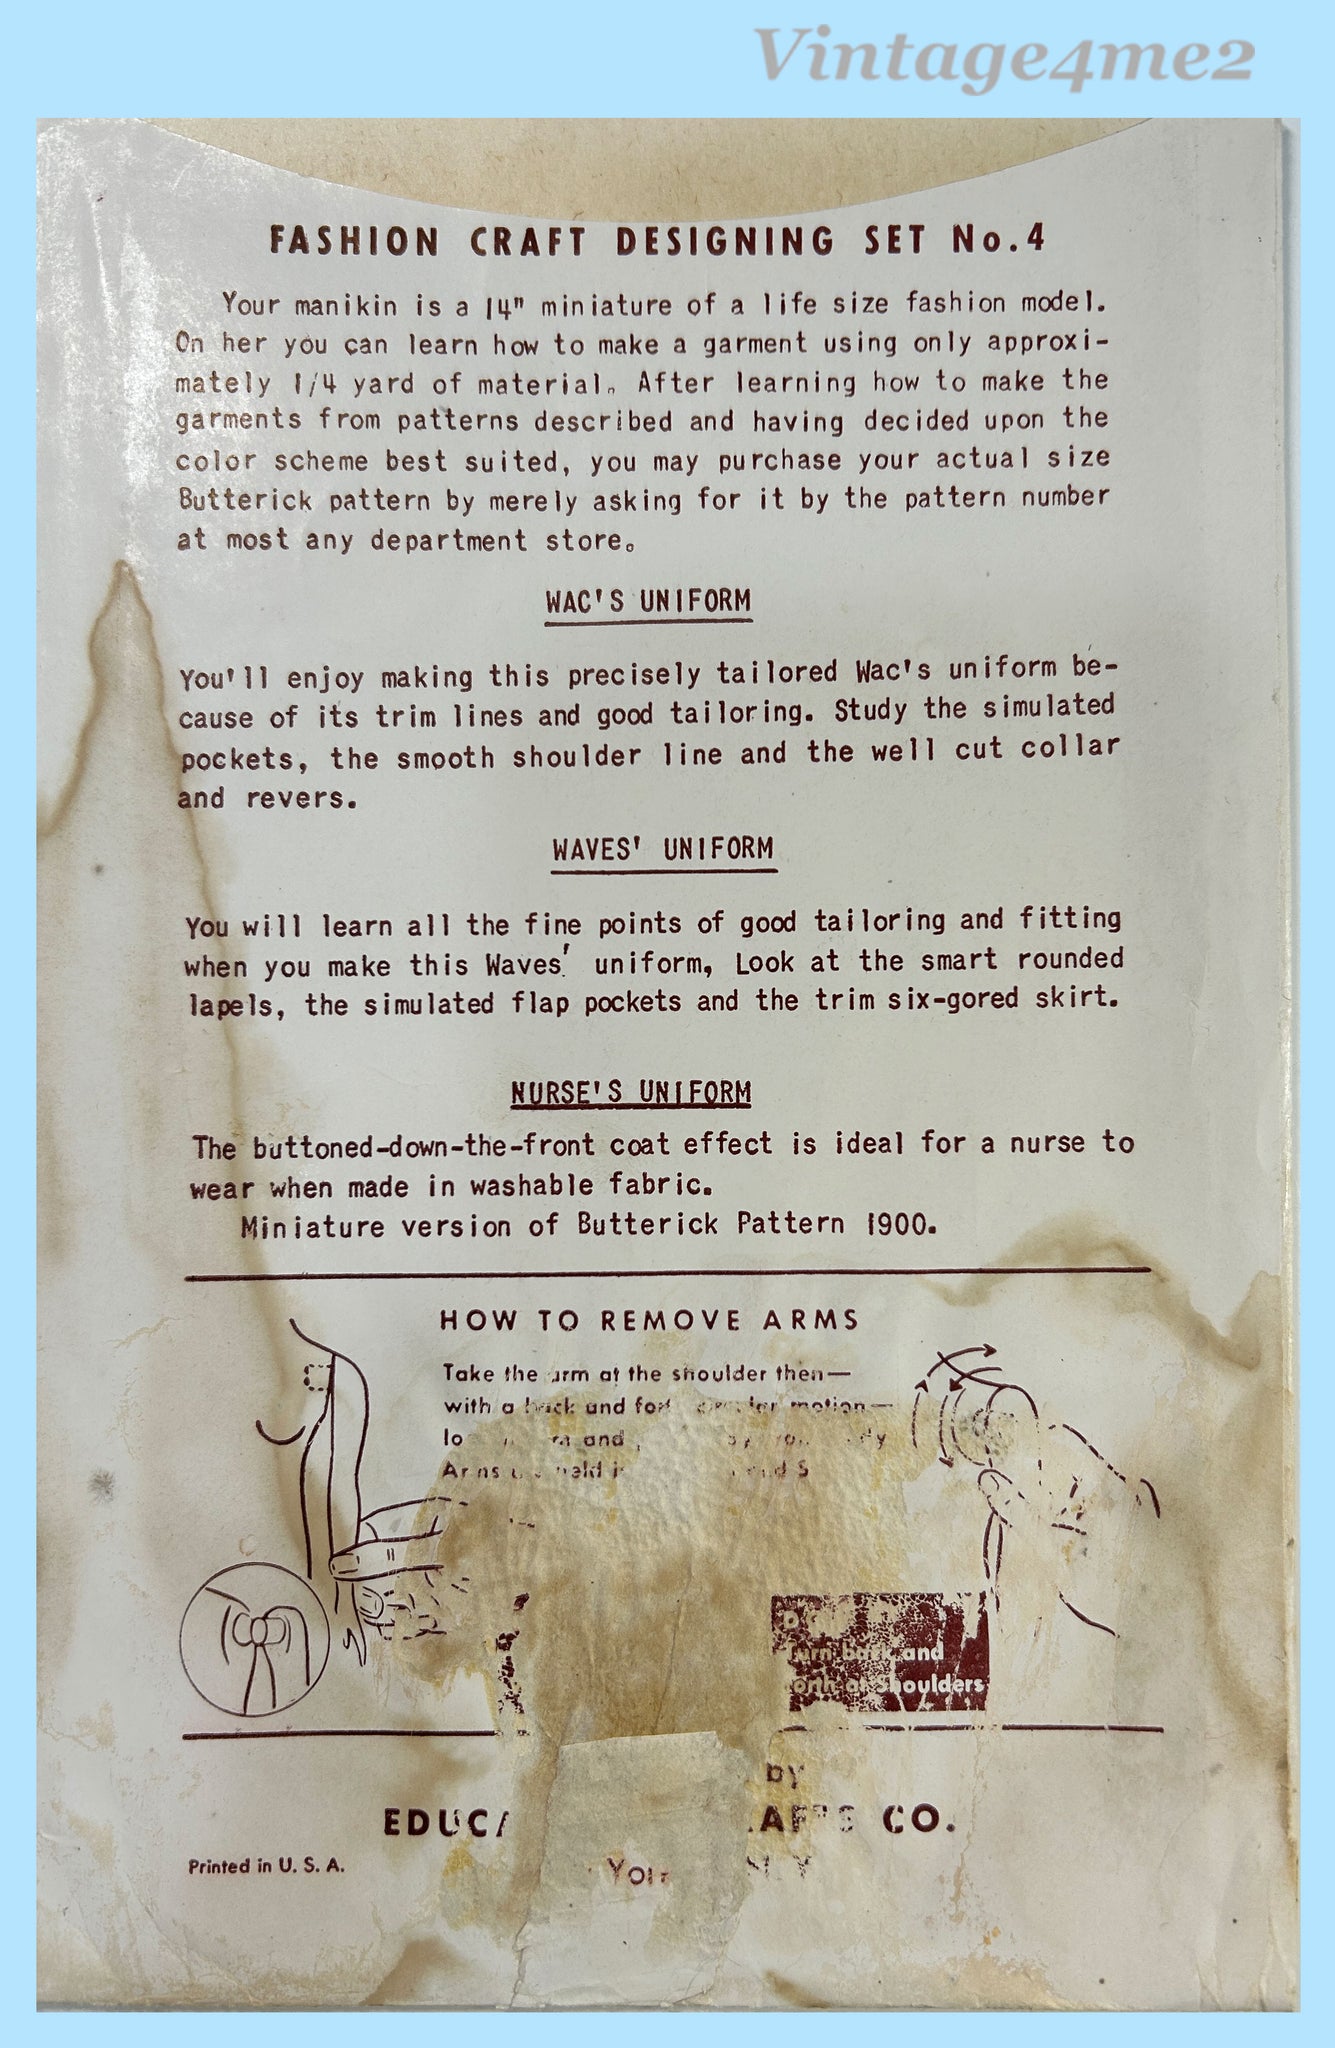 Vintage4me2
FASHION CRAFT DESIGNING SET No.4
Your manikin is a 14" miniature of a life size fashion model.
On her you can learn how to make a garment using only approxi-
mately 1/4 yard of material. After learning how to make the
garments from patterns described and having decided upon the
color scheme best suited, you may purchase your actual size
Butterick pattern by merely asking for it by the pattern number
at most any department store.
WAC'S UNIFORM
You'll enjoy making this precisely tailored Wac's uniform be-
cause of its trim lines and good tailoring. Study the simulated
pockets, the smooth shoulder line and the well cut collar
and revers.
WAVES' UNIFORM
You will learn all the fine points of good tailoring and fitting
when you make this Waves' uniform, Look at the smart rounded
lapels, the simulated flap pockets and the trim six-gored skirt.
NURSE'S UNIFORM
The buttoned-down-the-front coat effect is ideal for a nurse to
wear when made in washable fabric.
Miniature version of Butterick Pattern 1900.
HOW TO REMOVE ARMS
Take the arm at the shoulder then—
with a back and motion—
and
Arms
Turn back and
at Shoulders
by
CO.
Printed in U. S. A.